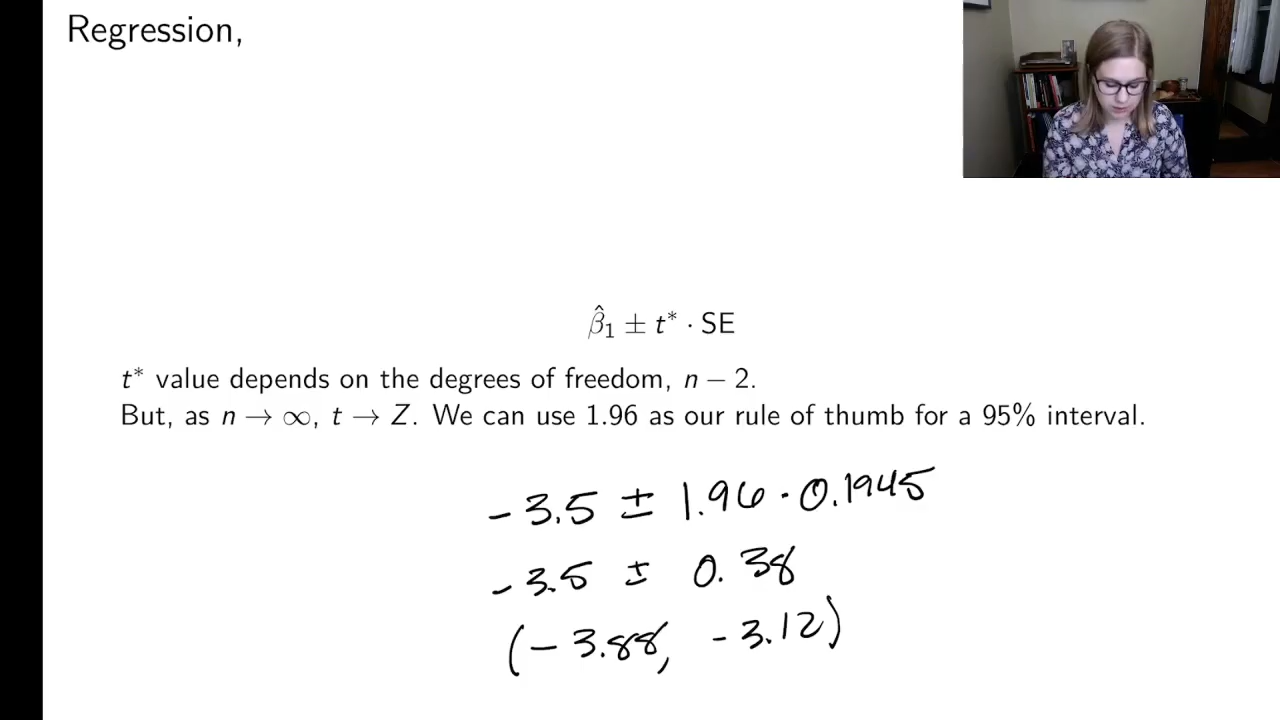 Regression,
β̂₁ ± t* · SE
t* value depends on the degrees of freedom, n − 2.
But, as n → ∞, t → Z. We can use 1.96 as our rule of thumb for a 95% interval.
-3.5 ± 1.96 · 0.1945
-3.5 ± 0.38
(-3.88, -3.12)